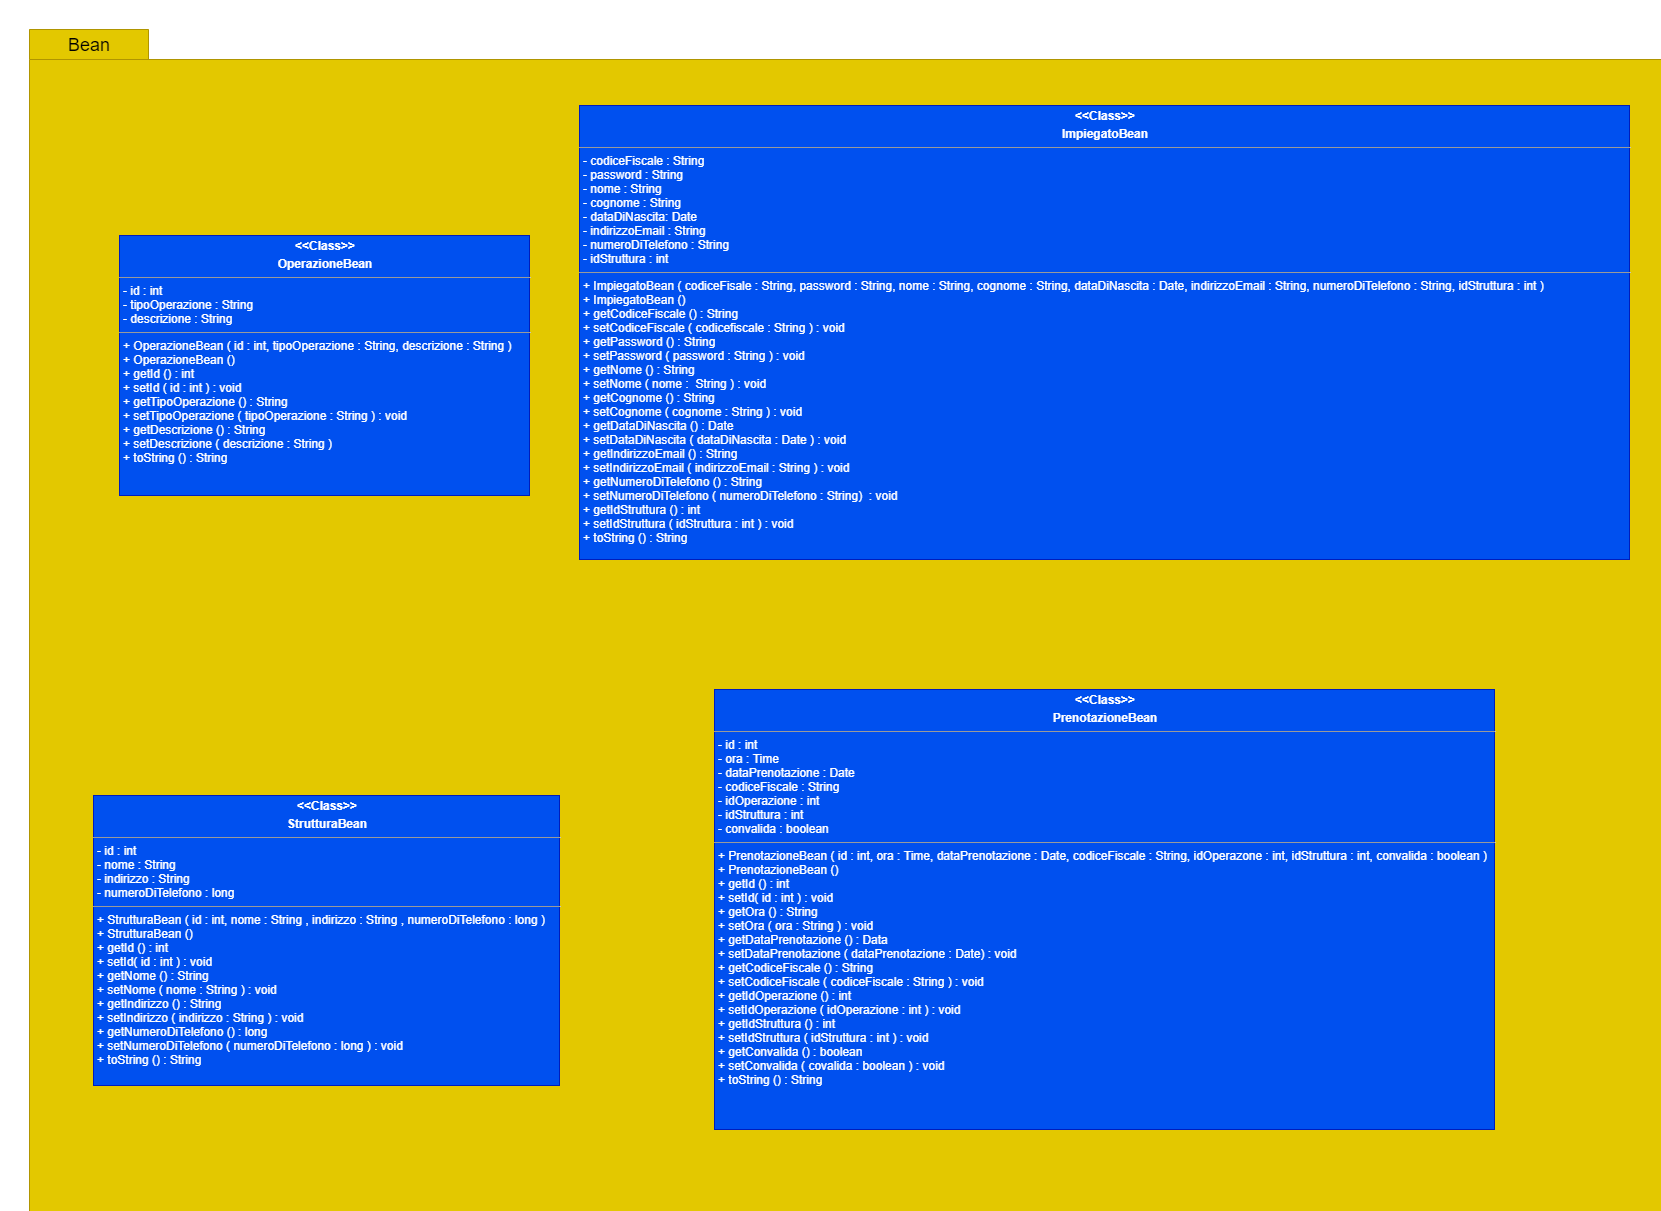 Bean
<<Class>>
ImpiegatoBean
- codiceFiscale : String
- password : String
- nome : String
- cognome : String
- dataDiNascita: Date
- indirizzoEmail : String
- numeroDiTelefono : String
- idStruttura : int
+ ImpiegatoBean ( codiceFisale : String, password : String, nome : String, cognome : String, dataDiNascita : Date, indirizzoEmail : String, numeroDiTelefono : String, idStruttura : int )
+ ImpiegatoBean ()
+ getCodiceFiscale () : String
+ setCodiceFiscale ( codicefiscale : String ) : void
+ getPassword () : String
+ setPassword ( password : String ) : void
+ getNome () : String
+ setNome ( nome :  String ) : void
+ getCognome () : String
+ setCognome ( cognome : String ) : void
+ getDataDiNascita () : Date
+ setDataDiNascita ( dataDiNascita : Date ) : void
+ getIndirizzoEmail () : String
+ setIndirizzoEmail ( indirizzoEmail : String ) : void
+ getNumeroDiTelefono () : String
+ setNumeroDiTelefono ( numeroDiTelefono : String)  : void
+ getIdStruttura () : int
+ setIdStruttura ( idStruttura : int ) : void
+ toString () : String
<<Class>>
OperazioneBean
- id : int
- tipoOperazione : String
- descrizione : String
+ OperazioneBean ( id : int, tipoOperazione : String, descrizione : String )
+ OperazioneBean ()
+ getId () : int
+ setId ( id : int ) : void
+ getTipoOperazione () : String
+ setTipoOperazione ( tipoOperazione : String ) : void
+ getDescrizione () : String
+ setDescrizione ( descrizione : String )
+ toString () : String
<<Class>>
PrenotazioneBean
- id : int
- ora : Time
- dataPrenotazione : Date
- codiceFiscale : String
- idOperazione : int
- idStruttura : int
- convalida : boolean
+ PrenotazioneBean ( id : int, ora : Time, dataPrenotazione : Date, codiceFiscale : String, idOperazone : int, idStruttura : int, convalida : boolean )
+ PrenotazioneBean ()
+ getId () : int
+ setId( id : int ) : void
+ getOra () : String
+ setOra ( ora : String ) : void
+ getDataPrenotazione () : Data
+ setDataPrenotazione ( dataPrenotazione : Date) : void
+ getCodiceFiscale () : String
+ setCodiceFiscale ( codiceFiscale : String ) : void
+ getIdOperazione () : int
+ setIdOperazione ( idOperazione : int ) : void
+ getIdStruttura () : int
+ setIdStruttura ( idStruttura : int ) : void
+ getConvalida () : boolean
+ setConvalida ( covalida : boolean ) : void
+ toString () : String
<<Class>>
StrutturaBean
- id : int
- nome : String
- indirizzo : String
- numeroDiTelefono : long
+ StrutturaBean ( id : int, nome : String , indirizzo : String , numeroDiTelefono : long )
+ StrutturaBean ()
+ getId () : int
+ setId( id : int ) : void
+ getNome () : String
+ setNome ( nome : String ) : void
+ getIndirizzo () : String
+ setIndirizzo ( indirizzo : String ) : void
+ getNumeroDiTelefono () : long
+ setNumeroDiTelefono ( numeroDiTelefono : long ) : void
+ toString () : String